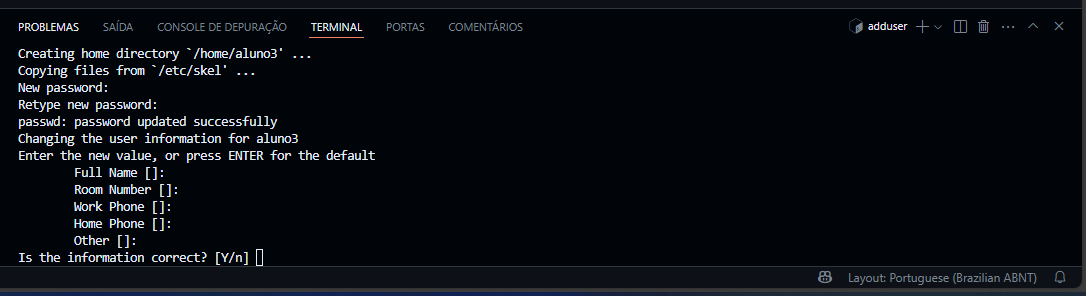 PROBLEMAS SAÍDA CONSOLE DE DEPURAÇÃO TERMINAL PORTAS COMENTÁRIOS adduser
Creating home directory `/home/aluno3' ...
Copying files from `/etc/skel' ...
New password:
Retype new password:
passwd: password updated successfully
Changing the user information for aluno3
Enter the new value, or press ENTER for the default
Full Name []:
Room Number []:
Work Phone []:
Home Phone []:
Other []:
Is the information correct? [Y/n]
Layout: Portuguese (Brazilian ABNT)